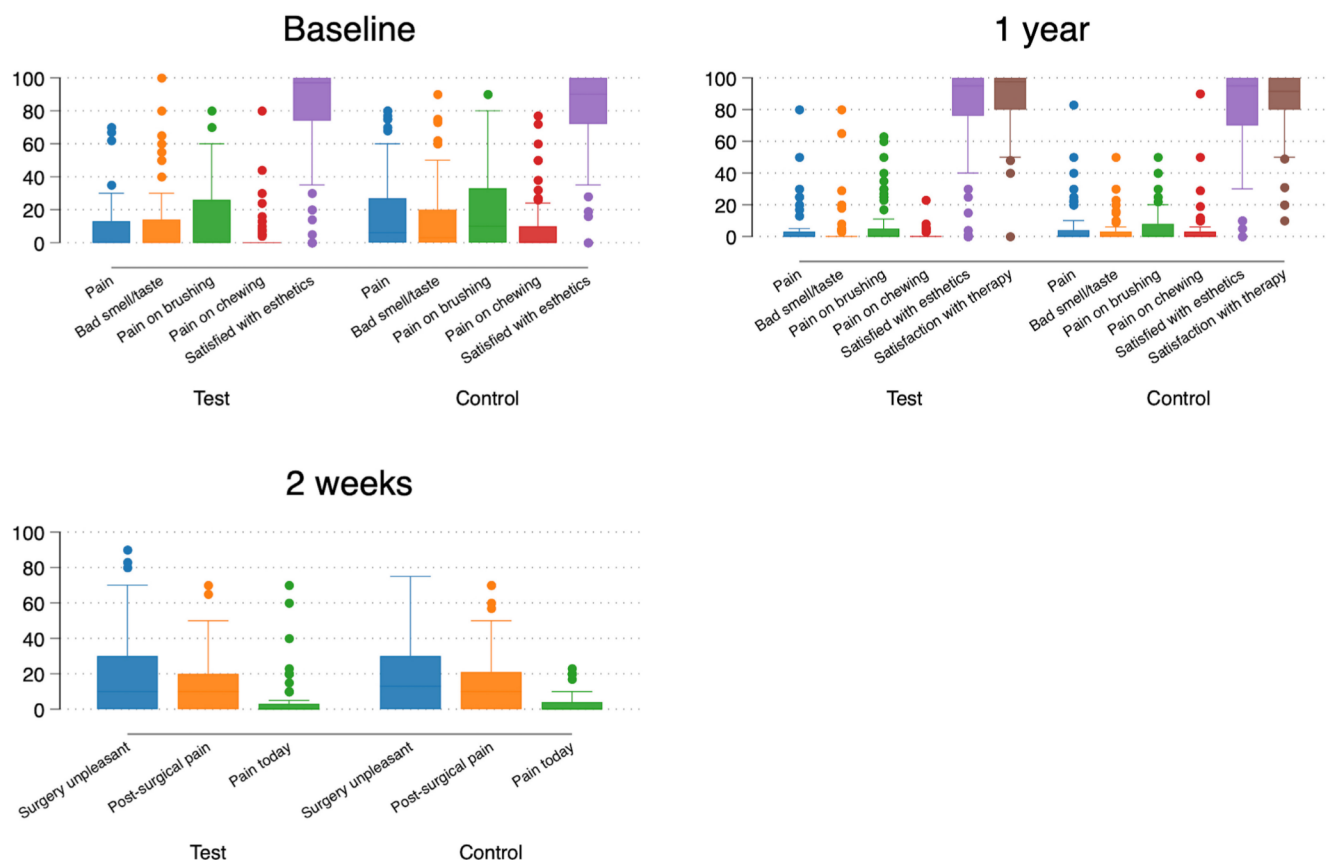 Baseline
100
80
60
40
20
0
Pain
Bad smell/taste
Pain on brushing
Pain on chewing
Satisfied with esthetics
Pain
Bad smell/taste
Pain on brushing
Pain on chewing
Satisfied with esthetics
Test
Control
1 year
100
80
60
40
20
0
Pain
Bad smell/taste
Pain on brushing
Pain on chewing
Satisfied with esthetics
Satisfaction with therapy
Pain
Bad smell/taste
Pain on brushing
Pain on chewing
Satisfied with esthetics
Satisfaction with therapy
Test
Control
2 weeks
100
80
60
40
20
0
Surgery unpleasant
Post-surgical pain
Pain today
Surgery unpleasant
Post-surgical pain
Pain today
Test
Control